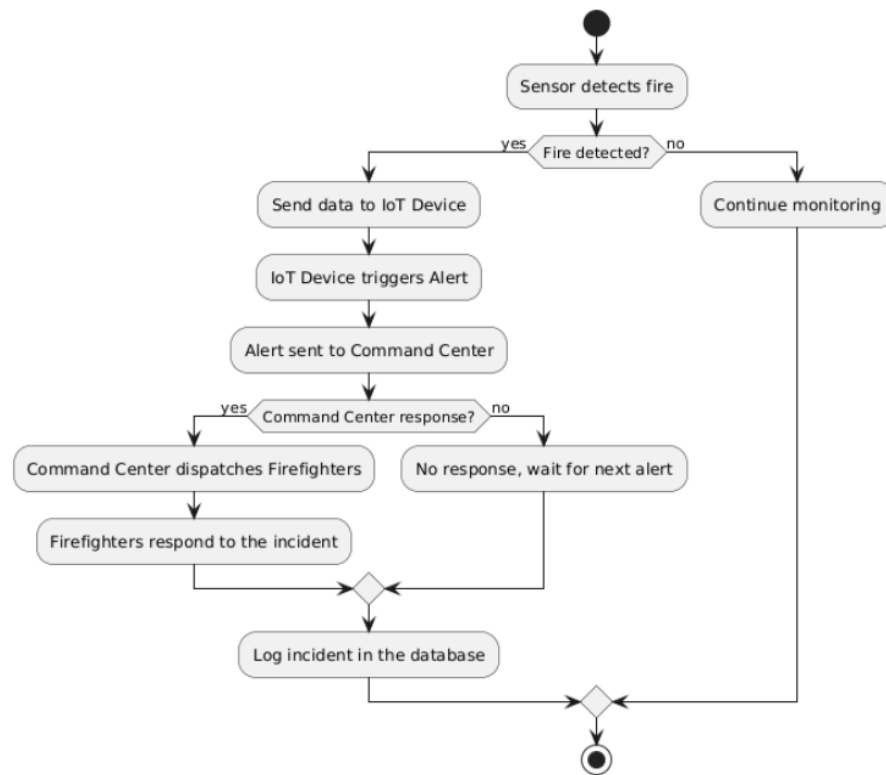 Sensor detects fire
yes
Fire detected?
no
Send data to IoT Device
Continue monitoring
IoT Device triggers Alert
Alert sent to Command Center
yes
Command Center response?
no
Command Center dispatches Firefighters
No response, wait for next alert
Firefighters respond to the incident
Log incident in the database